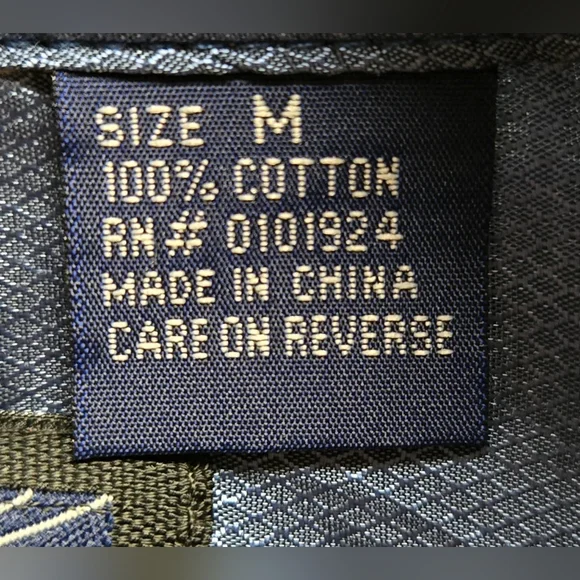 SIZE M
100% COTTON
RN# 0101924
MADE IN CHINA
CARE ON REVERSE